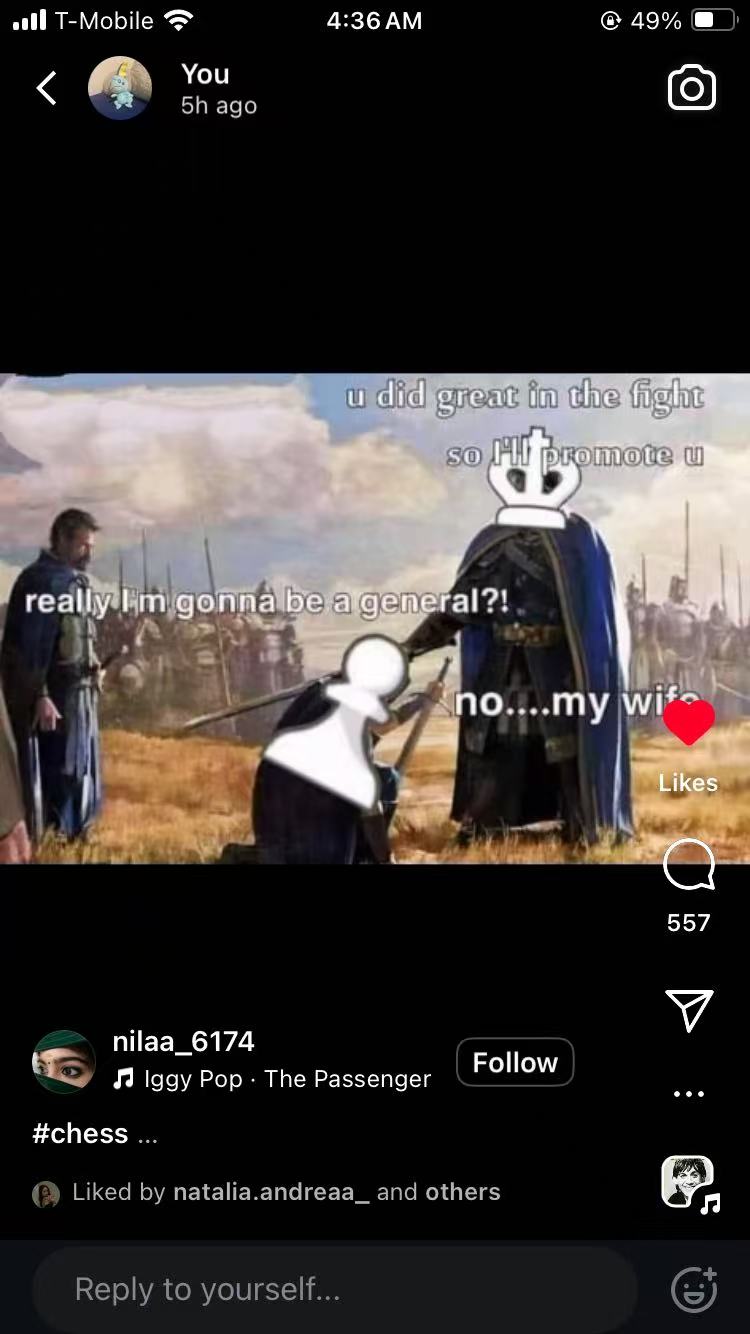 T-Mobile 4:36 AM 49%
You
5h ago
u did great in the fight
so I'll promote u
really I'm gonna be a general?!
no....my wife
Likes
557
nilaa_6174
Iggy Pop · The Passenger
Follow
#chess ...
Liked by natalia.andreaa_ and others
Reply to yourself...